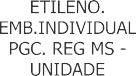 ETILENO.
EMB.INDIVIDUAL
PGC. REG MS -
UNIDADE